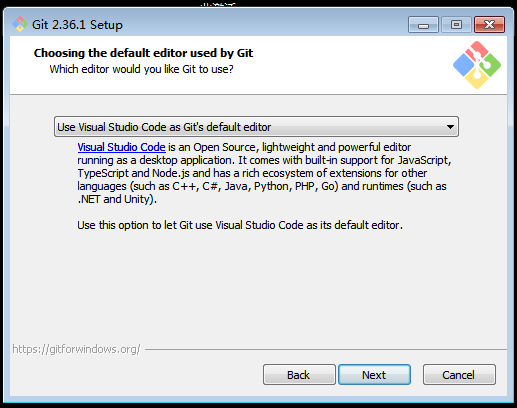 Git 2.36.1 Setup
Choosing the default editor used by Git
Which editor would you like Git to use?
Use Visual Studio Code as Git's default editor
Visual Studio Code is an Open Source, lightweight and powerful editor
running as a desktop application. It comes with built-in support for JavaScript,
TypeScript and Node.js and has a rich ecosystem of extensions for other
languages (such as C++, C#, Java, Python, PHP, Go) and runtimes (such as
.NET and Unity).
Use this option to let Git use Visual Studio Code as its default editor.
https://gitforwindows.org/
Back
Next
Cancel